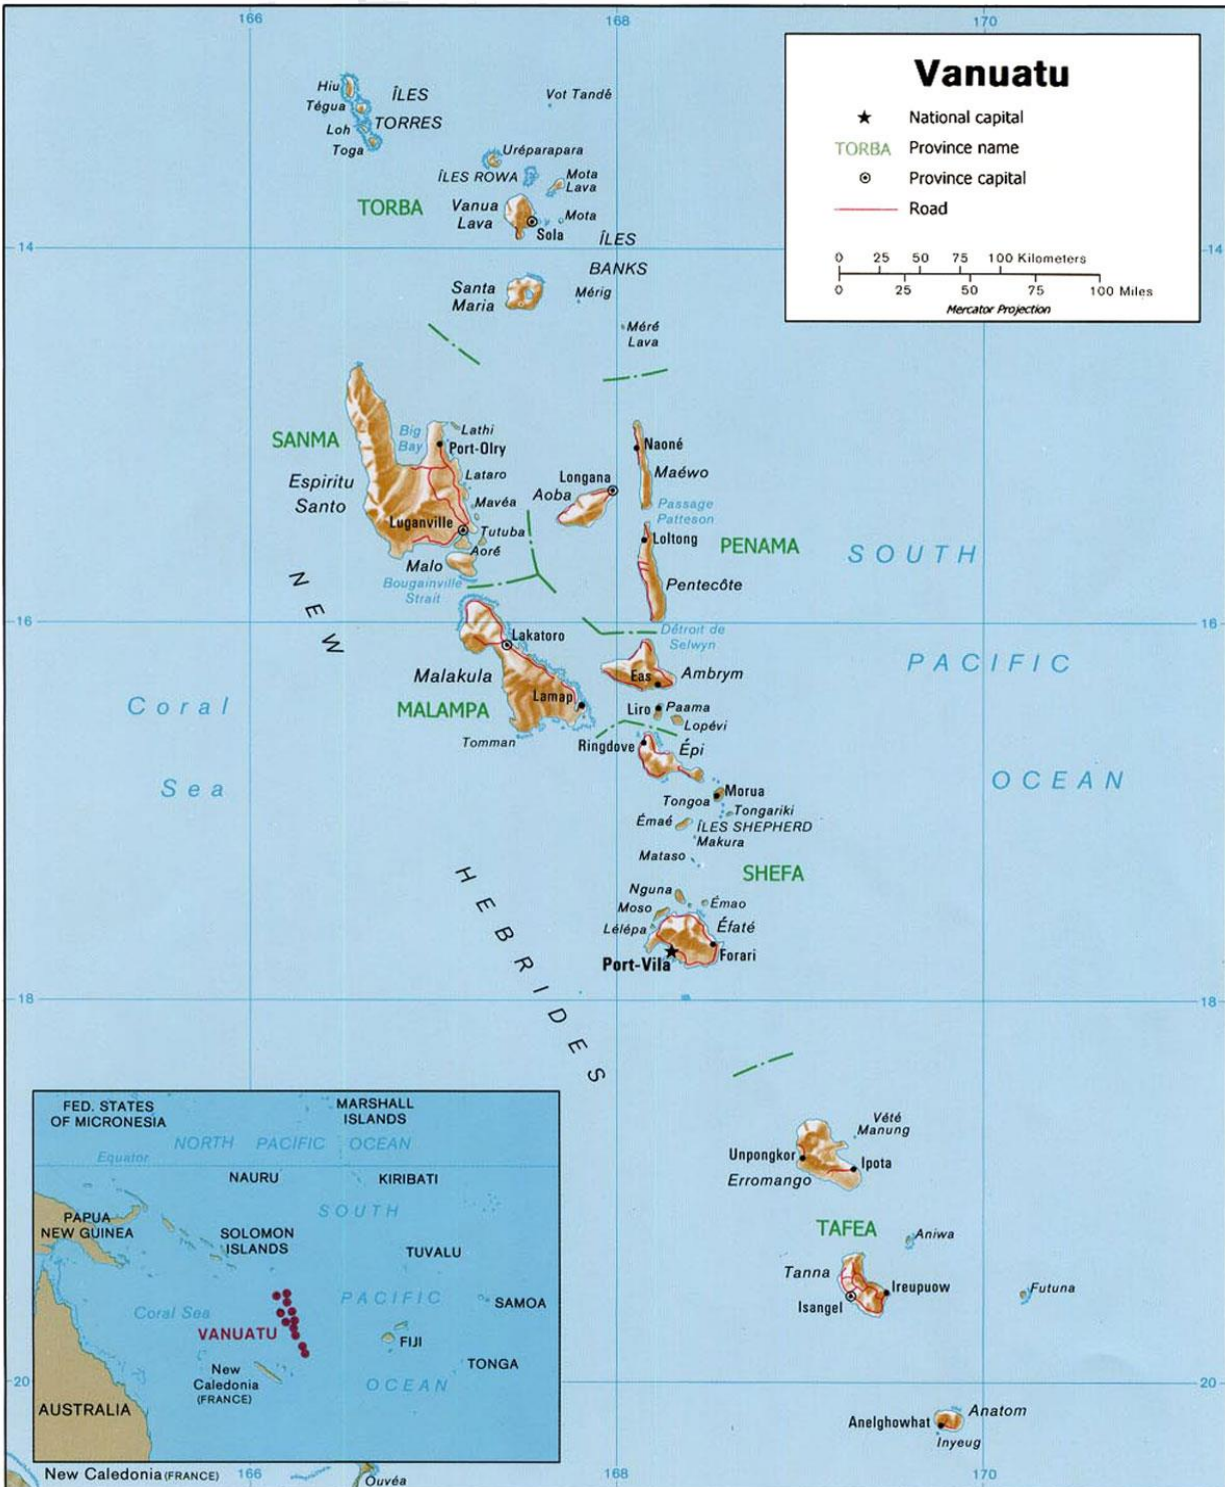 166
168
170
Vanuatu
National capital
TORBA Province name
Province capital
Road
0 25 50 75 100 Kilometers
0 25 50 75 100 Miles
Mercator Projection
Hiu
Tégua
Loh
Toga
ÎLES
TORRES
Vot Tandé
Uréparapara
ÎLES ROWA
Mota
Lava
TORBA
Vanua
Lava
Mota
Sola
14
14
ÎLES
BANKS
Santa
Maria
Mérig
Méré
Lava
SANMA
Big
Bay
Lathi
Port-Olry
Espiritu
Santo
Lataro
Mavéa
Luganville
Tutuba
Aoré
Malo
Bougainville
Strait
Naoné
Longana
Aoba
Maéwo
Passage
Patteson
Loltong
PENAMA
Pentecôte
SOUTH
PACIFIC
OCEAN
16
16
Détroit de
Selwyn
Lakatoro
Malakula
MALAMPA
Lamap
Tomman
Eas
Ambrym
Liro
Paama
Lopévi
Ringdove
Épi
Coral
Sea
NEW
HEBRIDES
Morua
Tongoa
Tongariki
Émaé
ÎLES SHEPHERD
Makura
Mataso
SHEFA
Nguna
Émao
Moso
Lélépa
Éfaté
Port-Vila
Forari
18
18
Vété
Manung
Unpongkor
Ipota
Erromango
TAFEA
Aniwa
Tanna
Ireupuow
Isangel
Futuna
20
20
Anelghowhat
Anatom
Inyeug
FED. STATES
OF MICRONESIA
MARSHALL
ISLANDS
NORTH PACIFIC OCEAN
Equator
NAURU
KIRIBATI
SOUTH
PAPUA
NEW GUINEA
SOLOMON
ISLANDS
TUVALU
Coral Sea
PACIFIC
SAMOA
VANUATU
FIJI
New
Caledonia
(FRANCE)
TONGA
OCEAN
AUSTRALIA
New Caledonia (FRANCE)
166
Ouvéa
168
170